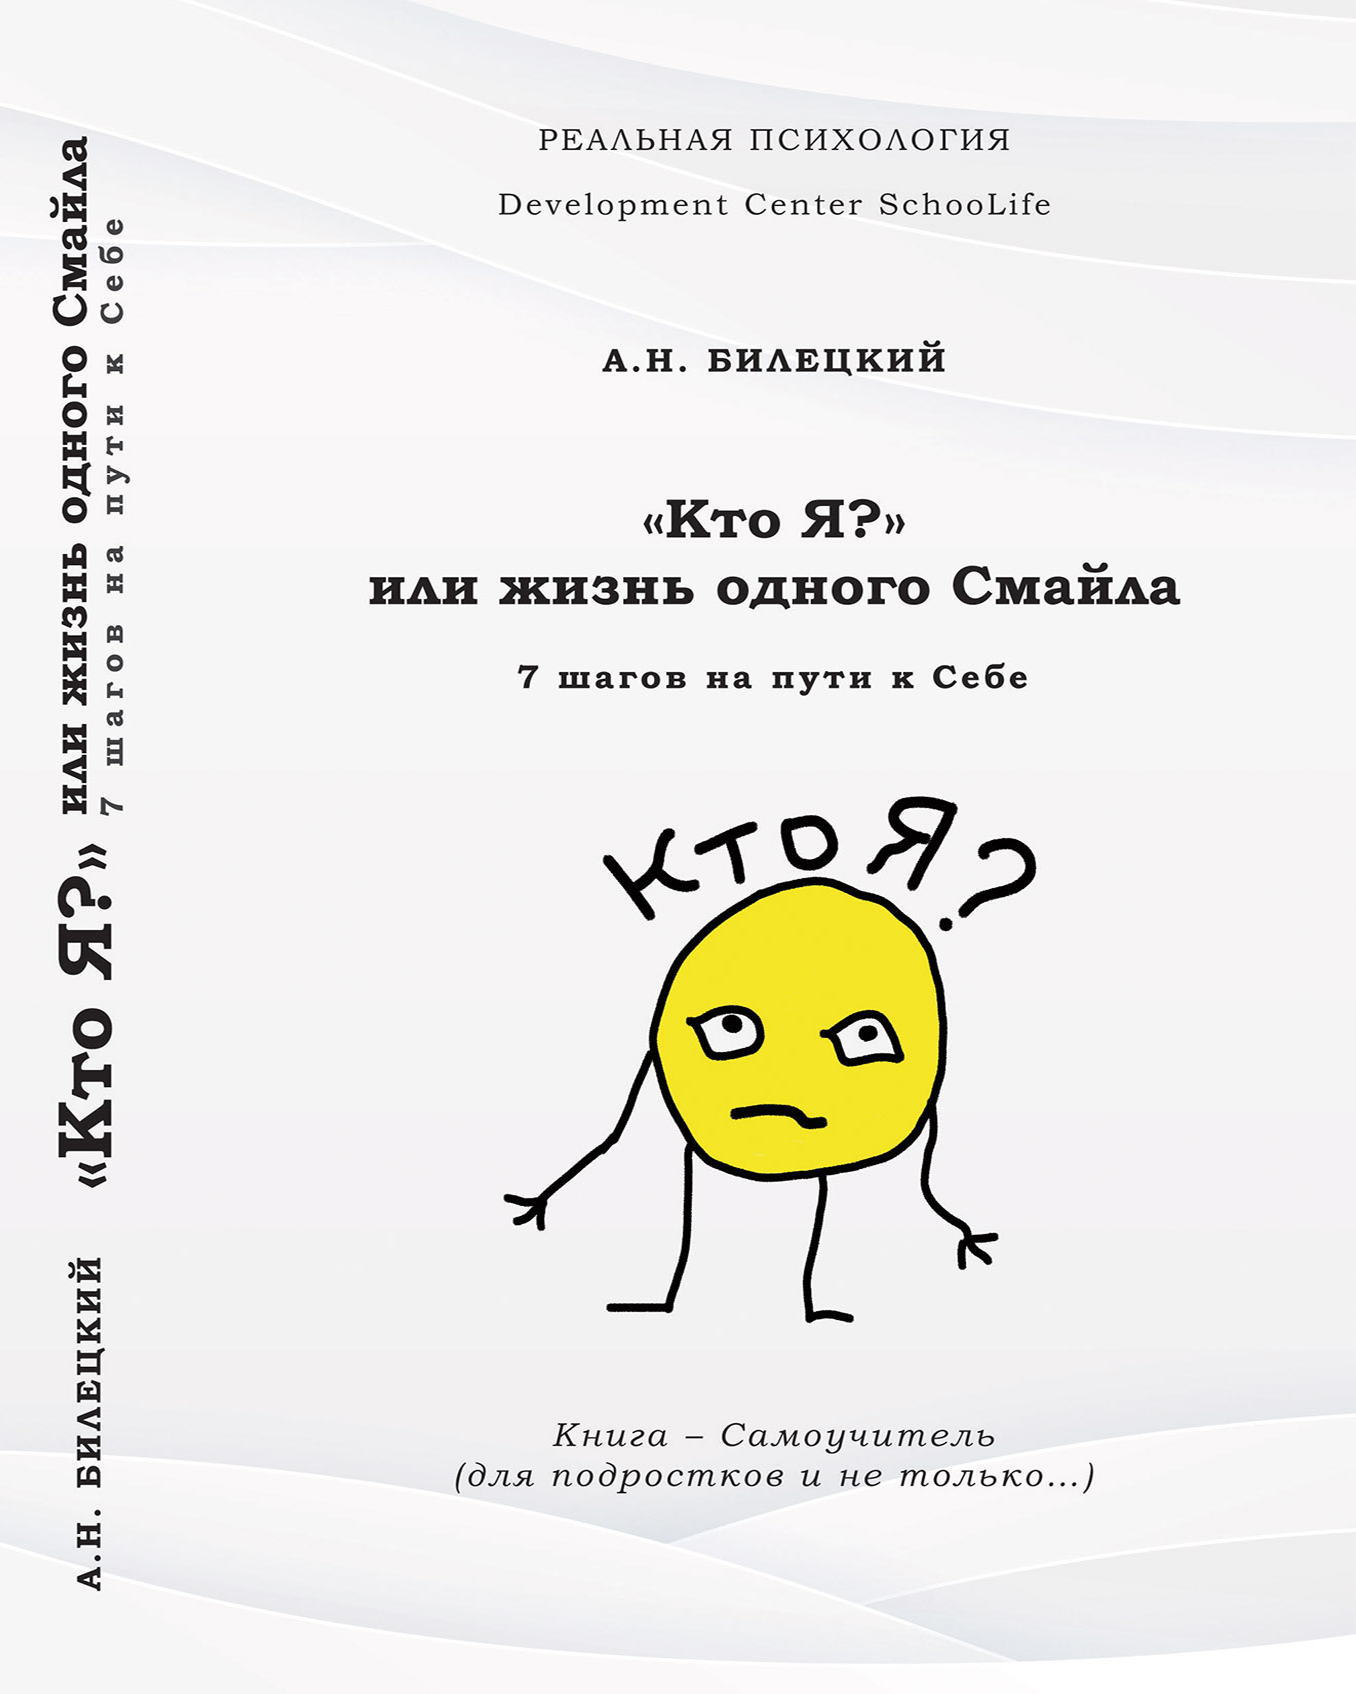 РЕАЛЬНАЯ ПСИХОЛОГИЯ
Development Center SchooLife
А.Н. БИЛЕЦКИЙ
«Кто Я?»
или жизнь одного Смайла
7 шагов на пути к Себе
КТО Я?
Книга – Самоучитель
(для подростков и не только...)
А.Н. БИЛЕЦКИЙ «Кто Я?» или жизнь одного Смайла
7 шагов на пути к Себе